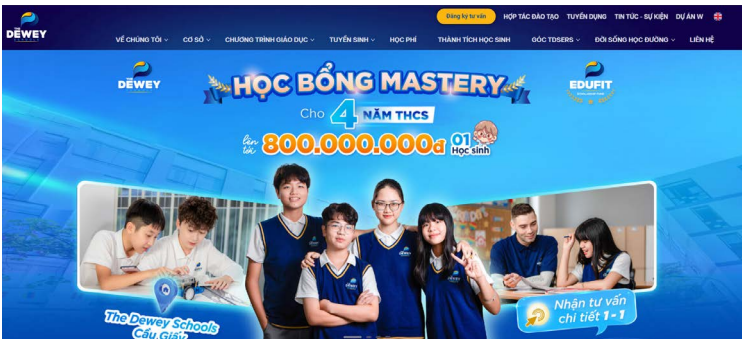 Đăng ký tư vấn HỢP TÁC ĐÀO TẠO TUYỂN DỤNG TIN TỨC - SỰ KIỆN DỰ ÁN W
THE DEWEY
VỀ CHÚNG TÔI CƠ SỞ CHƯƠNG TRÌNH GIÁO DỤC TUYỂN SINH HỌC PHÍ THÀNH TÍCH HỌC SINH GÓC TDSERS ĐỜI SỐNG HỌC ĐƯỜNG LIÊN HỆ
THE DEWEY
HỌC BỔNG MASTERY
EDUFIT
Cho 4 NĂM THCS
lên tới 800.000.000đ 01 Học sinh
The Dewey Schools
Cầu Giấy
Nhận tư vấn
chi tiết 1-1